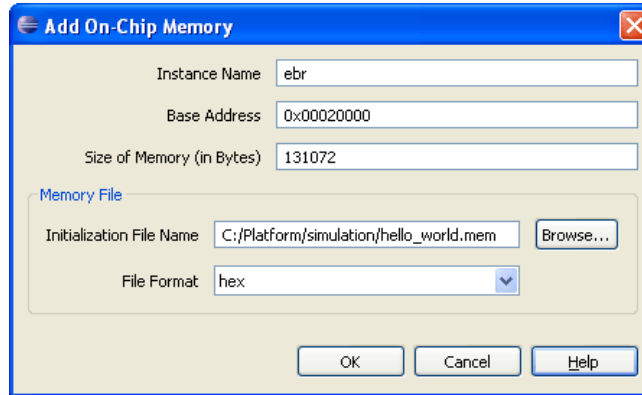 Add On-Chip Memory
Instance Name ebr
Base Address 0x00020000
Size of Memory (in Bytes) 131072
Memory File
Initialization File Name C:/Platform/simulation/hello_world.mem Browse...
File Format hex
OK Cancel Help